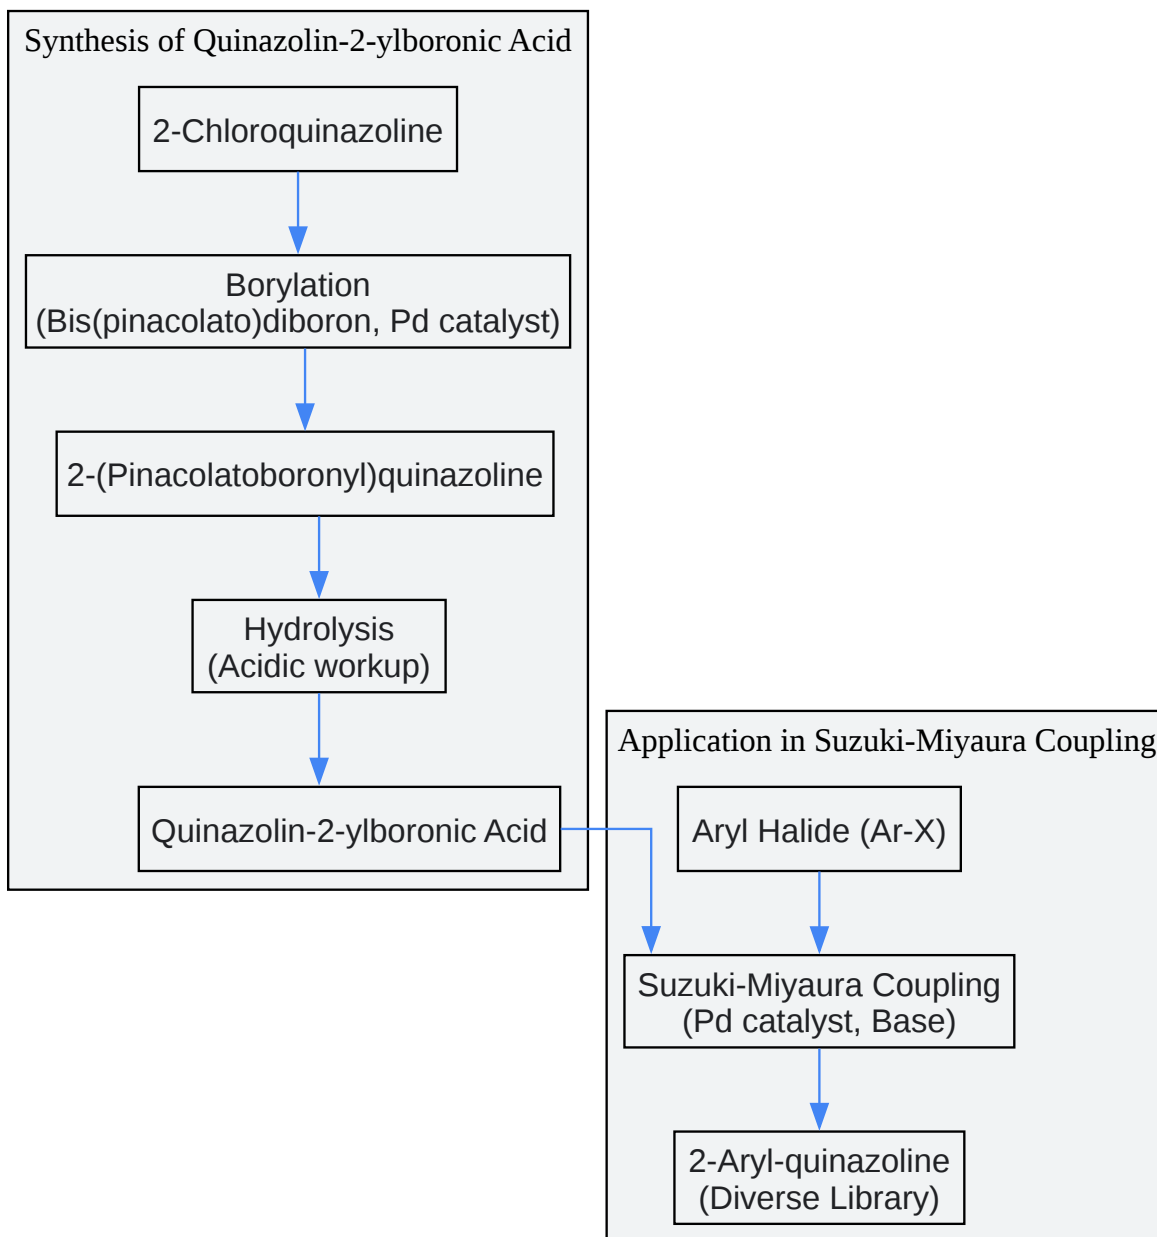 Synthesis of Quinazolin-2-ylboronic Acid
2-Chloroquinazoline
Borylation
(Bis(pinacolato)diboron, Pd catalyst)
2-(Pinacolatoboronyl)quinazoline
Hydrolysis
(Acidic workup)
Quinazolin-2-ylboronic Acid
Application in Suzuki-Miyaura Coupling
Aryl Halide (Ar-X)
Suzuki-Miyaura Coupling
(Pd catalyst, Base)
2-Aryl-quinazoline
(Diverse Library)